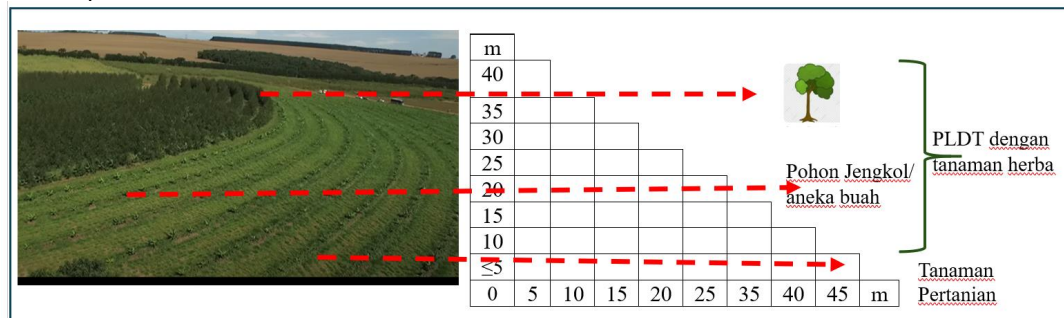 m
40
35
30
25
20
15
10
≤5
0 5 10 15 20 25 35 40 45 m
Pohon Jengkol/
aneka buah
PLDT dengan
tanaman herba
Tanaman
Pertanian